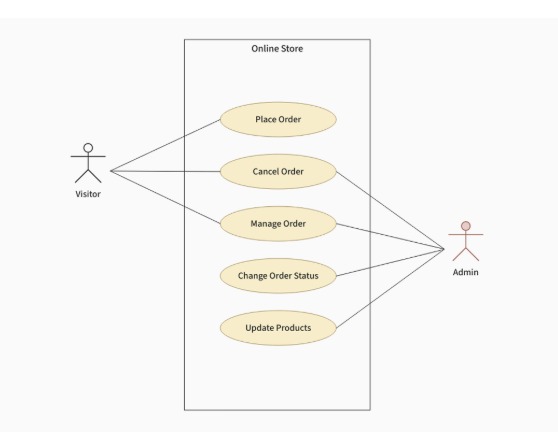 Online Store
Place Order
Cancel Order
Visitor
Manage Order
Admin
Change Order Status
Update Products